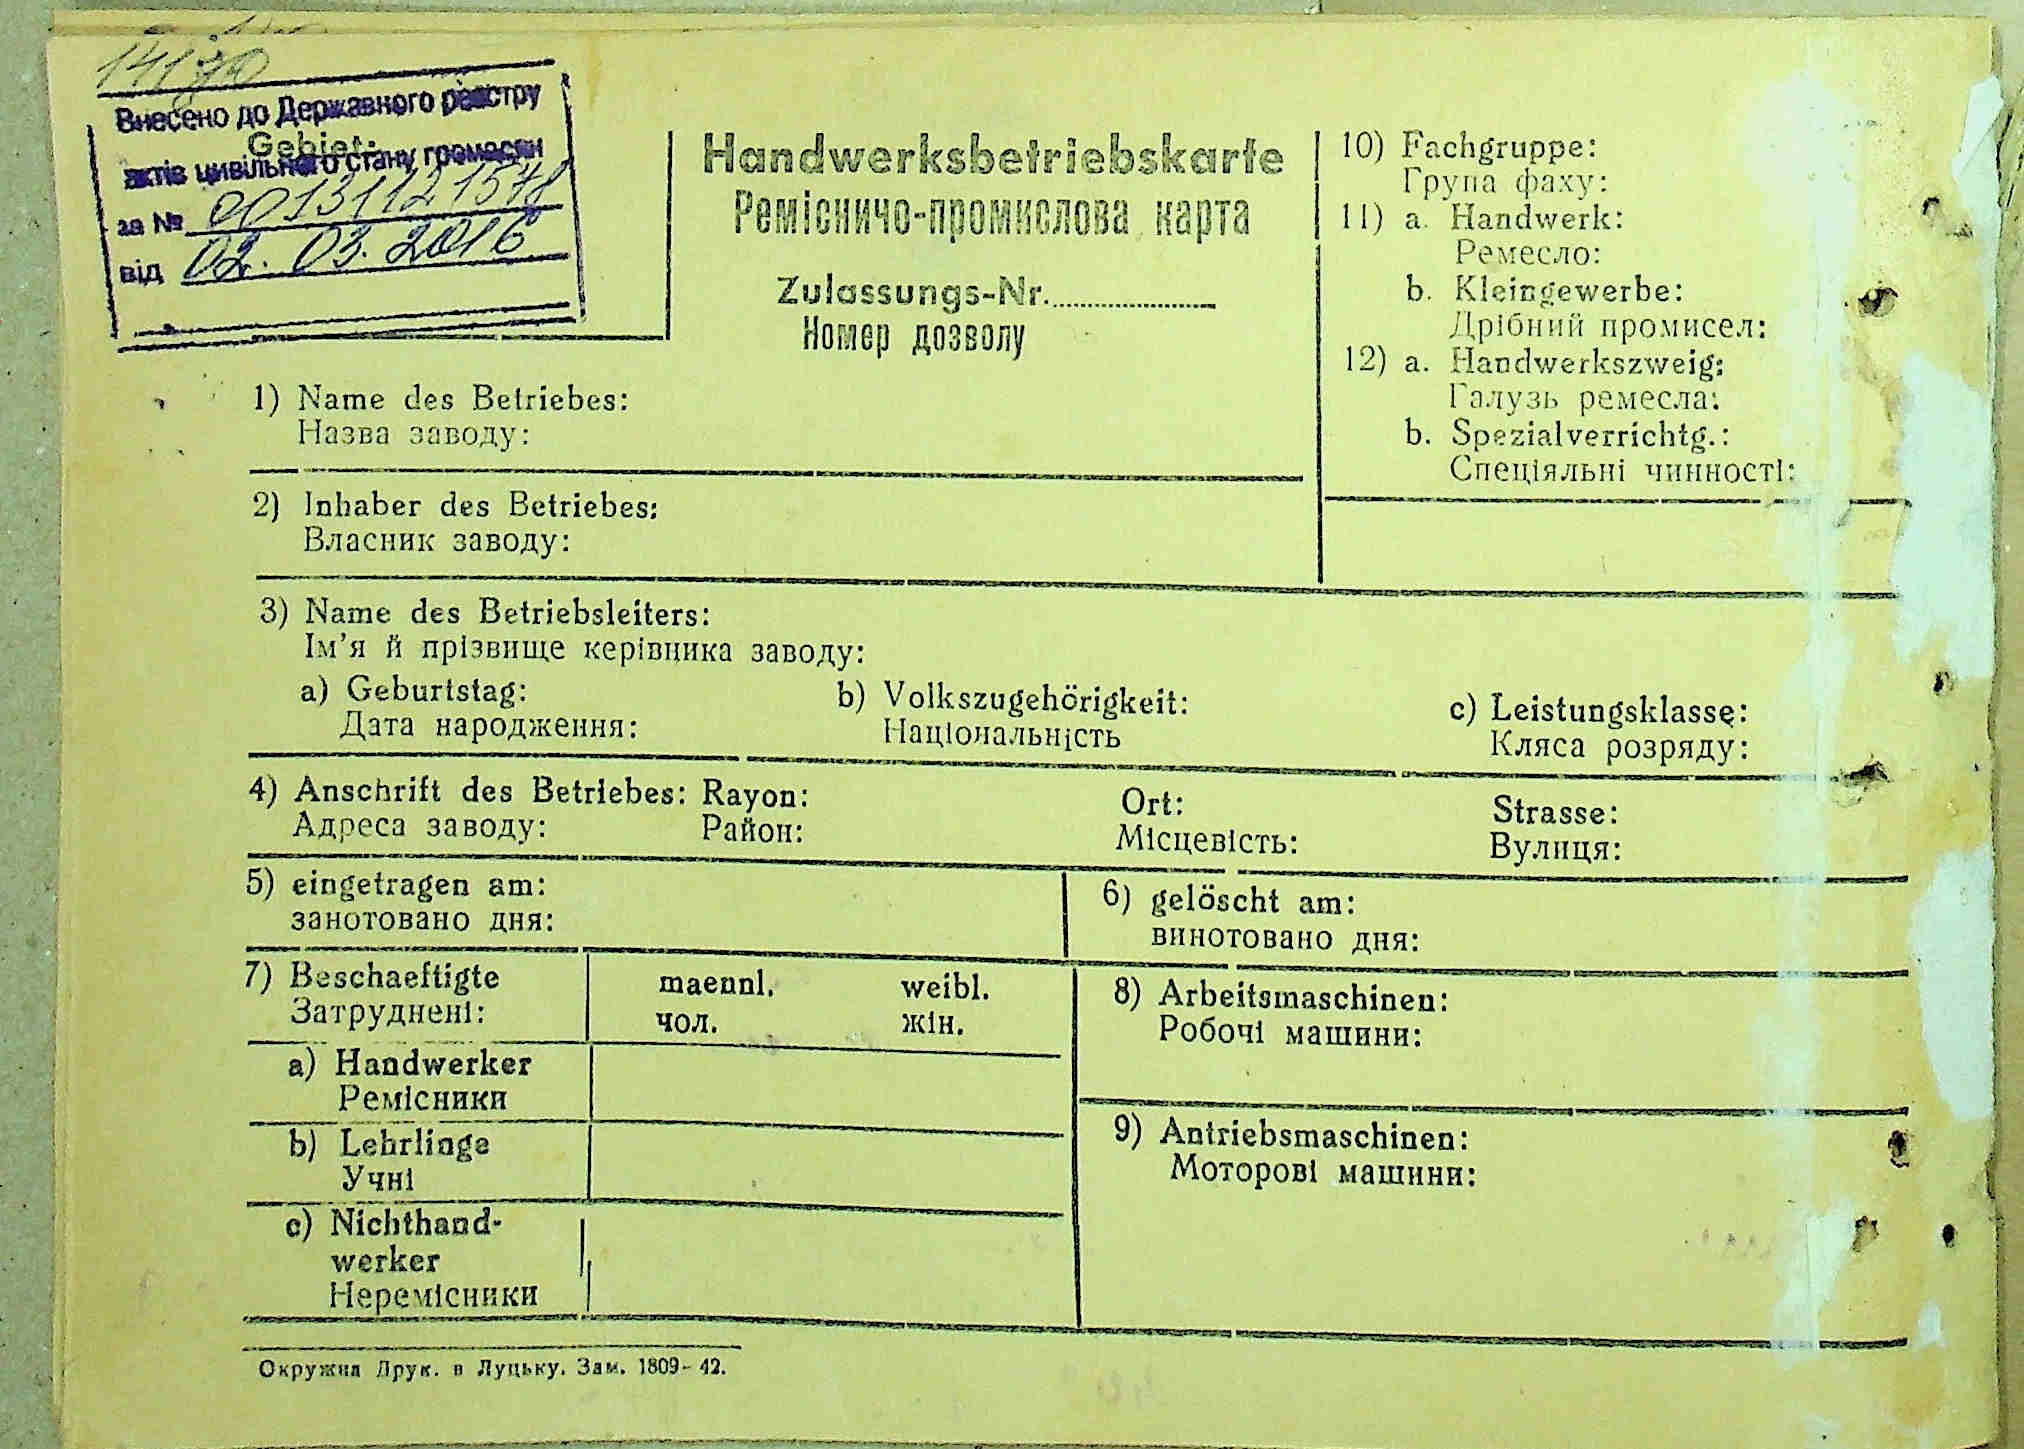 Внесено до Державного реєстру
Gebiet:
актів цивільного стану громадян
за № 00131121578
від 02. 03. 2016
Handwerksbetriebskarte
Ремісничо-промислова карта
Zulassungs-Nr.
Номер дозволу
10) Fachgruppe:
Група фаху:
11) a. Handwerk:
Ремесло:
b. Kleingewerbe:
Дрібний промисел:
12) a. Handwerkszweig:
Галузь ремесла:
b. Spezialverrichtg.:
Спеціяльні чинності:
1) Name des Betriebes:
Назва заводу:
2) Inhaber des Betriebes:
Власник заводу:
3) Name des Betriebsleiters:
Ім’я й прізвище керівника заводу:
a) Geburtstag: b) Volkszugehörigkeit: c) Leistungsklasse:
Дата народження: Національність Кляса розряду:
4) Anschrift des Betriebes: Rayon: Ort: Strasse:
Адреса заводу: Район: Місцевість: Вулиця:
5) eingetragen am: 6) gelöscht am:
занотовано дня: винотовано дня:
7) Beschaeftigte maennl. weibl.
Затруднені: чол. жін.
8) Arbeitsmaschinen:
Робочі машини:
a) Handwerker
Ремісники
b) Lehrlinge
Учні
9) Antriebsmaschinen:
Моторові машини:
c) Nichthand-
werker
Нереміcники
Окружна Друк. в Луцьку. Зам. 1809-42.